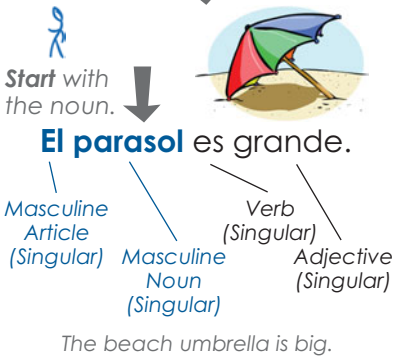 Start with
the noun.
El parasol es grande.
Masculine
Article
(Singular)
Masculine
Noun
(Singular)
Verb
(Singular)
Adjective
(Singular)
The beach umbrella is big.